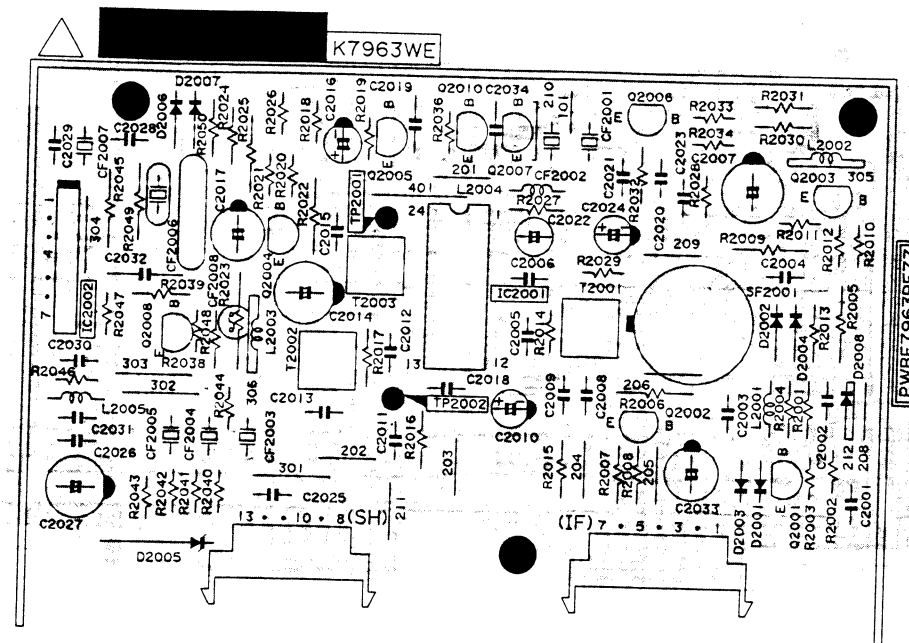 K7963WE
D2007
D2006
R2050
R2024
R2025
R2026
R2018
C2016
R2019
C2019
R2036
Q2010
C2034
210
101
CF2001
Q2006
R2033
R2034
R2031
R2030
L2002
C2029
CF2007
C2028
R2045
R2049
CF2006
C2017
R2021
R2020
R2022
C2015
TP2001
B
E
Q2005
401
201
L2004
B
E
Q2007
B
CF2002
R2027
E
B
C2021
R2032
C2020
C2023
R2028
C2007
Q2003
305
E
B
R2011
R2012
R2010
1
304
4
7
IC2002
C2032
R2047
R2039
Q2008
B
E
R2038
R2048
CF2008
R2023
Q2004
E
L2003
C2014
T2003
24
1
C2022
C2024
C2006
IC2001
R2029
T2001
209
R2009
C2004
SF2001
D2002
D2004
R2013
R2005
D2008
C2030
R2046
303
302
306
R2044
T2002
R2017
C2012
C2005
R2014
13
12
C2018
TP2002
C2010
C2009
C2008
206
R2006
E
B
Q2002
C2003
L2001
R2004
R2001
C2002
212
208
L2005
C2031
C2026
C2027
CF2005
CF2004
CF2003
C2013
202
C2011
R2016
203
R2015
204
R2007
R2008
205
C2033
D2003
D2001
B
E
Q2001
R2003
R2002
C2001
R2043
R2042
R2041
R2040
301
C2025
211
13 • • 10 • 8 (SH)
(IF) 7 • 5 • 3 • 1
D2005